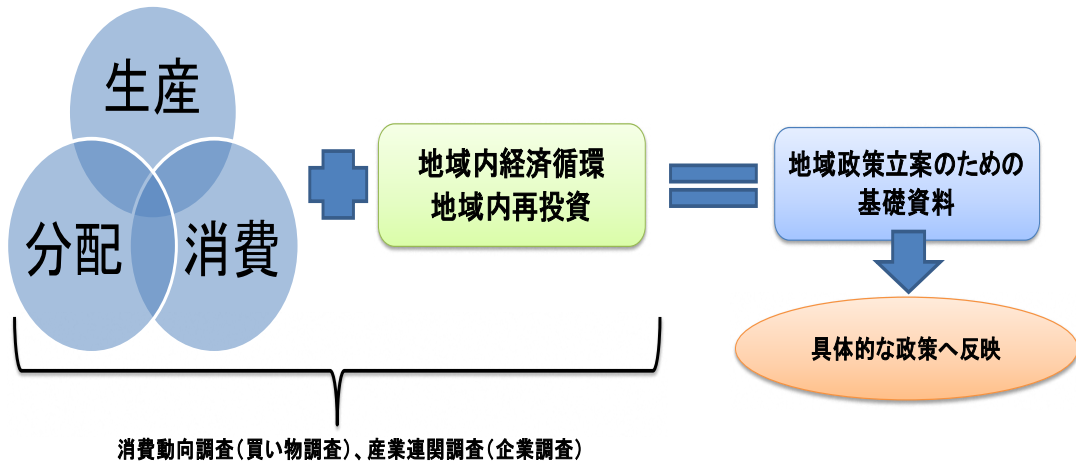 生産
分配
消費
地域内経済循環
地域内再投資
地域政策立案のための
基礎資料
具体的な政策へ反映
消費動向調査(買い物調査)、産業連関調査(企業調査)